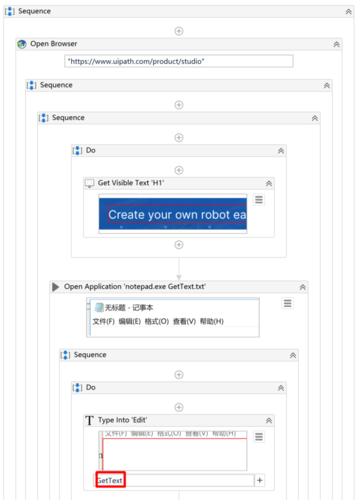 Sequence
Open Browser
"https://www.uipath.com/product/studio"
Sequence
Sequence
Do
Get Visible Text 'H1'
Create your own robot ea
Open Application 'notepad.exe GetText.txt'
无标题 - 记事本
文件(F) 编辑(E) 格式(O) 查看(V) 帮助(H)
Sequence
Do
Type Into 'Edit'
文件(F) 编辑(E) 格式(O) 查看(V) 帮助(H)
GetText